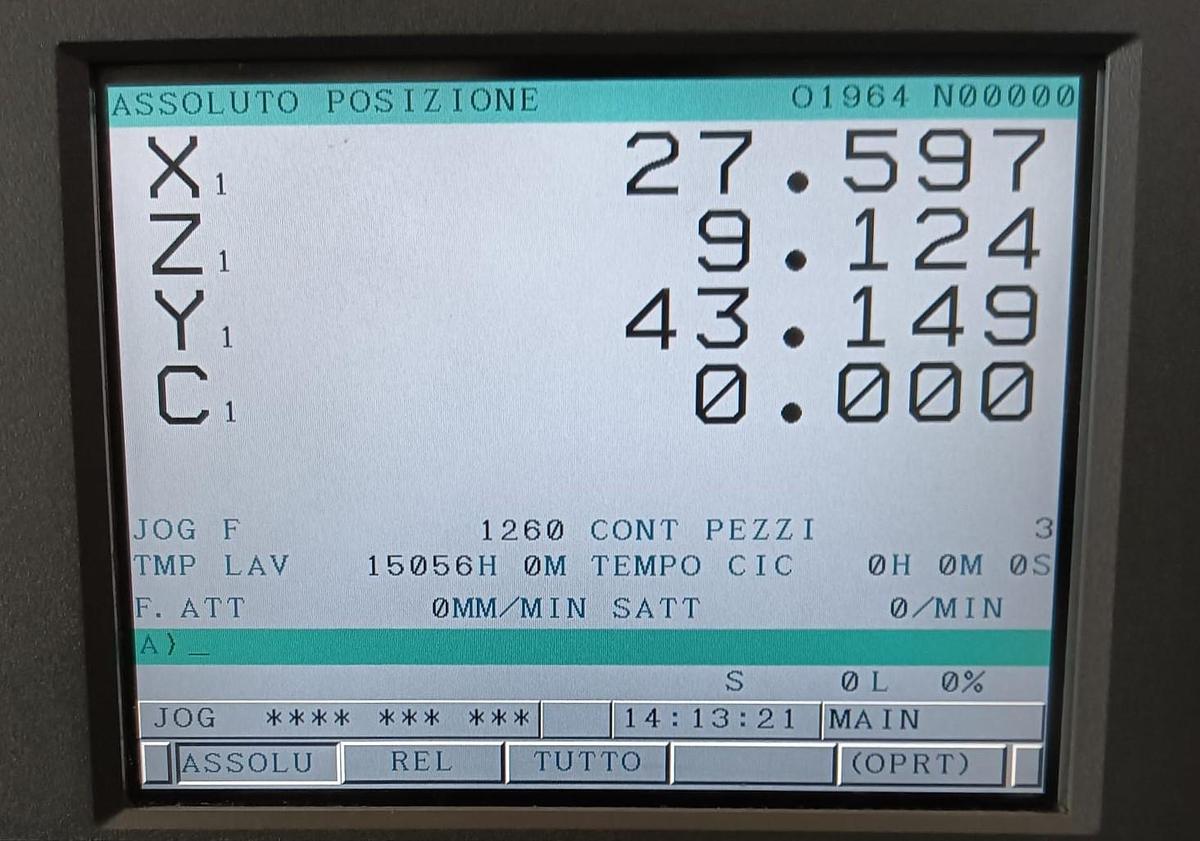 ASSOLUTO POSIZIONE O1964 N00000
X1 27.597
Z1 9.124
Y1 43.149
C1 0.000
JOG F 1260 CONT PEZZI 3
TMP LAV 15056H 0M TEMPO CIC 0H 0M 0S
F. ATT 0MM/MIN SATT 0/MIN
A)_
S 0 L 0%
JOG **** *** *** 14:13:21 MAIN
ASSOLU REL TUTTO (OPRT)